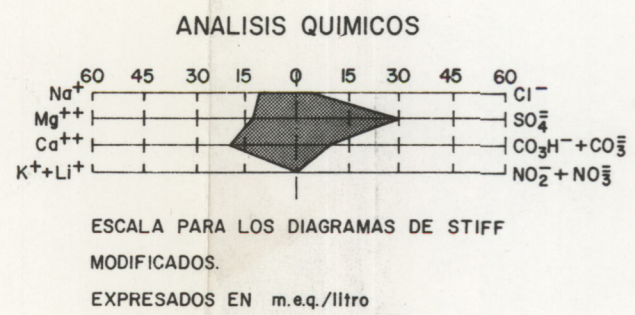 ANALISIS QUIMICOS
60 45 30 15 0 15 30 45 60
Na+ Cl−
Mg++ SO4=
Ca++ CO3H−+CO3=
K++Li+ NO2−+NO3=
ESCALA PARA LOS DIAGRAMAS DE STIFF
MODIFICADOS.
EXPRESADOS EN m.e.q./litro